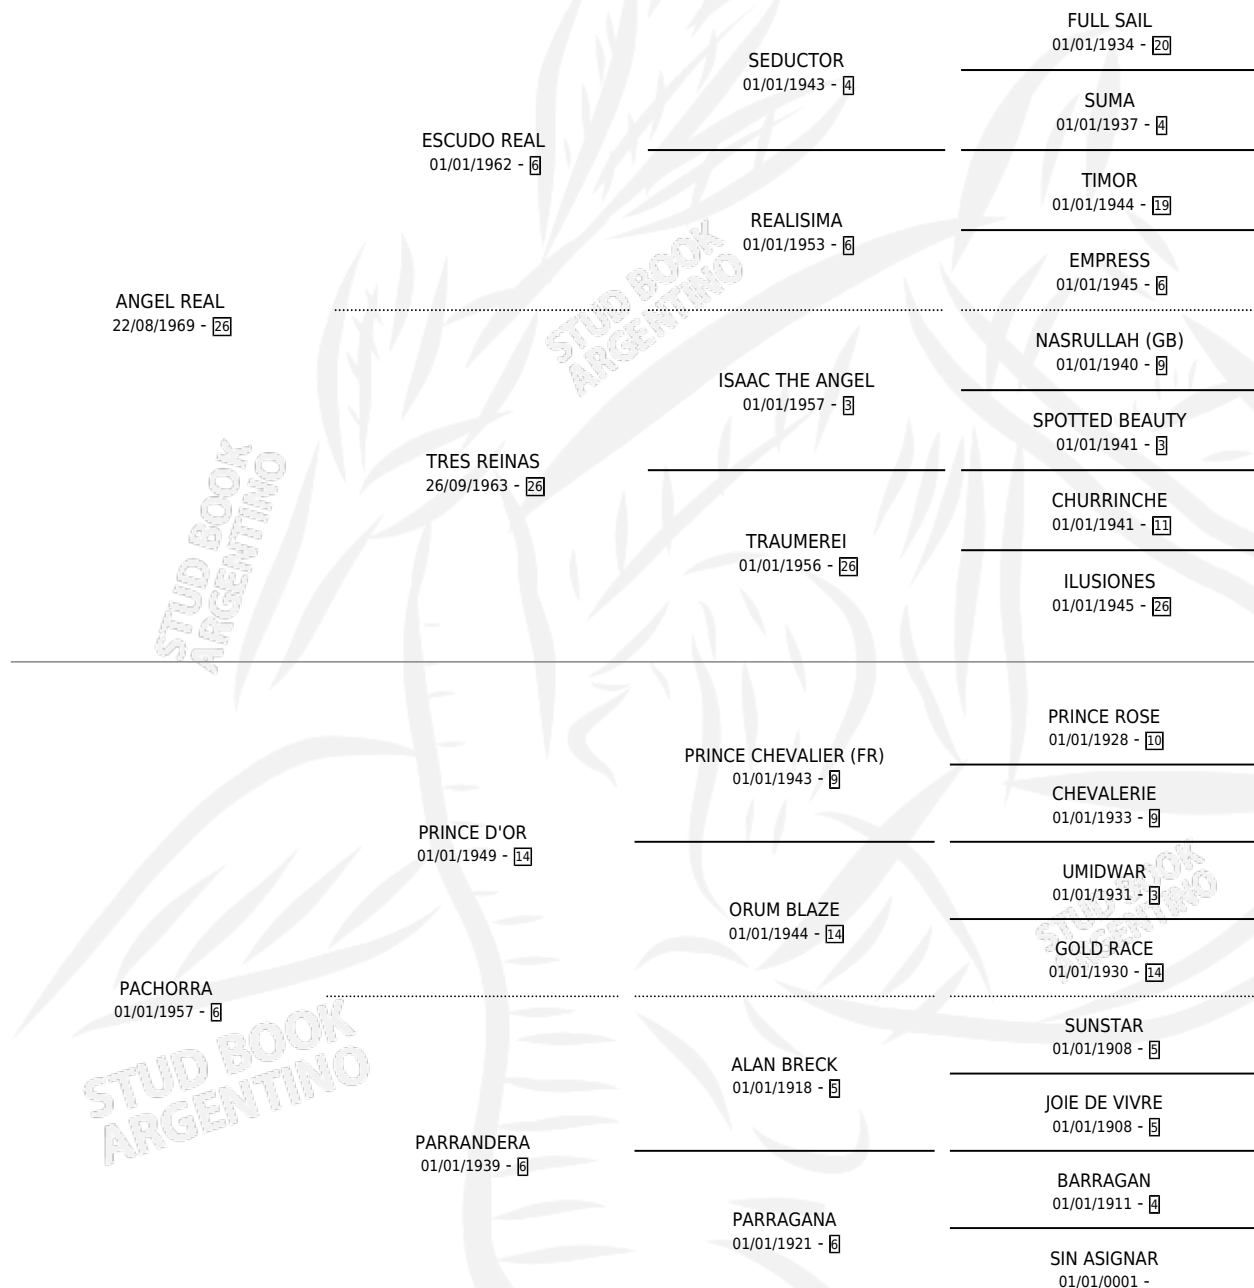 FULL SAIL
01/01/1934 - 20
SEDUCTOR
01/01/1943 - 4
SUMA
01/01/1937 - 4
ESCUDO REAL
01/01/1962 - 6
TIMOR
01/01/1944 - 19
REALISIMA
01/01/1953 - 6
EMPRESS
01/01/1945 - 6
ANGEL REAL
22/08/1969 - 26
STUD BOOK
ARGENTINO
NASRULLAH (GB)
01/01/1940 - 9
ISAAC THE ANGEL
01/01/1957 - 3
SPOTTED BEAUTY
01/01/1941 - 3
TRES REINAS
26/09/1963 - 26
CHURRINCHE
01/01/1941 - 11
TRAUMEREI
01/01/1956 - 26
ILUSIONES
01/01/1945 - 26
STUD BOOK
ARGENTINO
PRINCE ROSE
01/01/1928 - 10
PRINCE CHEVALIER (FR)
01/01/1943 - 9
CHEVALERIE
01/01/1933 - 9
PRINCE D'OR
01/01/1949 - 14
UMIDWAR
01/01/1931 - 3
ORUM BLAZE
01/01/1944 - 14
STUD BOOK
ARGENTINO
GOLD RACE
01/01/1930 - 14
PACHORRA
01/01/1957 - 6
SUNSTAR
01/01/1908 - 5
STUD BOOK
ARGENTINO
ALAN BRECK
01/01/1918 - 5
JOIE DE VIVRE
01/01/1908 - 5
PARRANDERA
01/01/1939 - 6
BARRAGAN
01/01/1911 - 4
PARRAGANA
01/01/1921 - 6
SIN ASIGNAR
01/01/0001 -